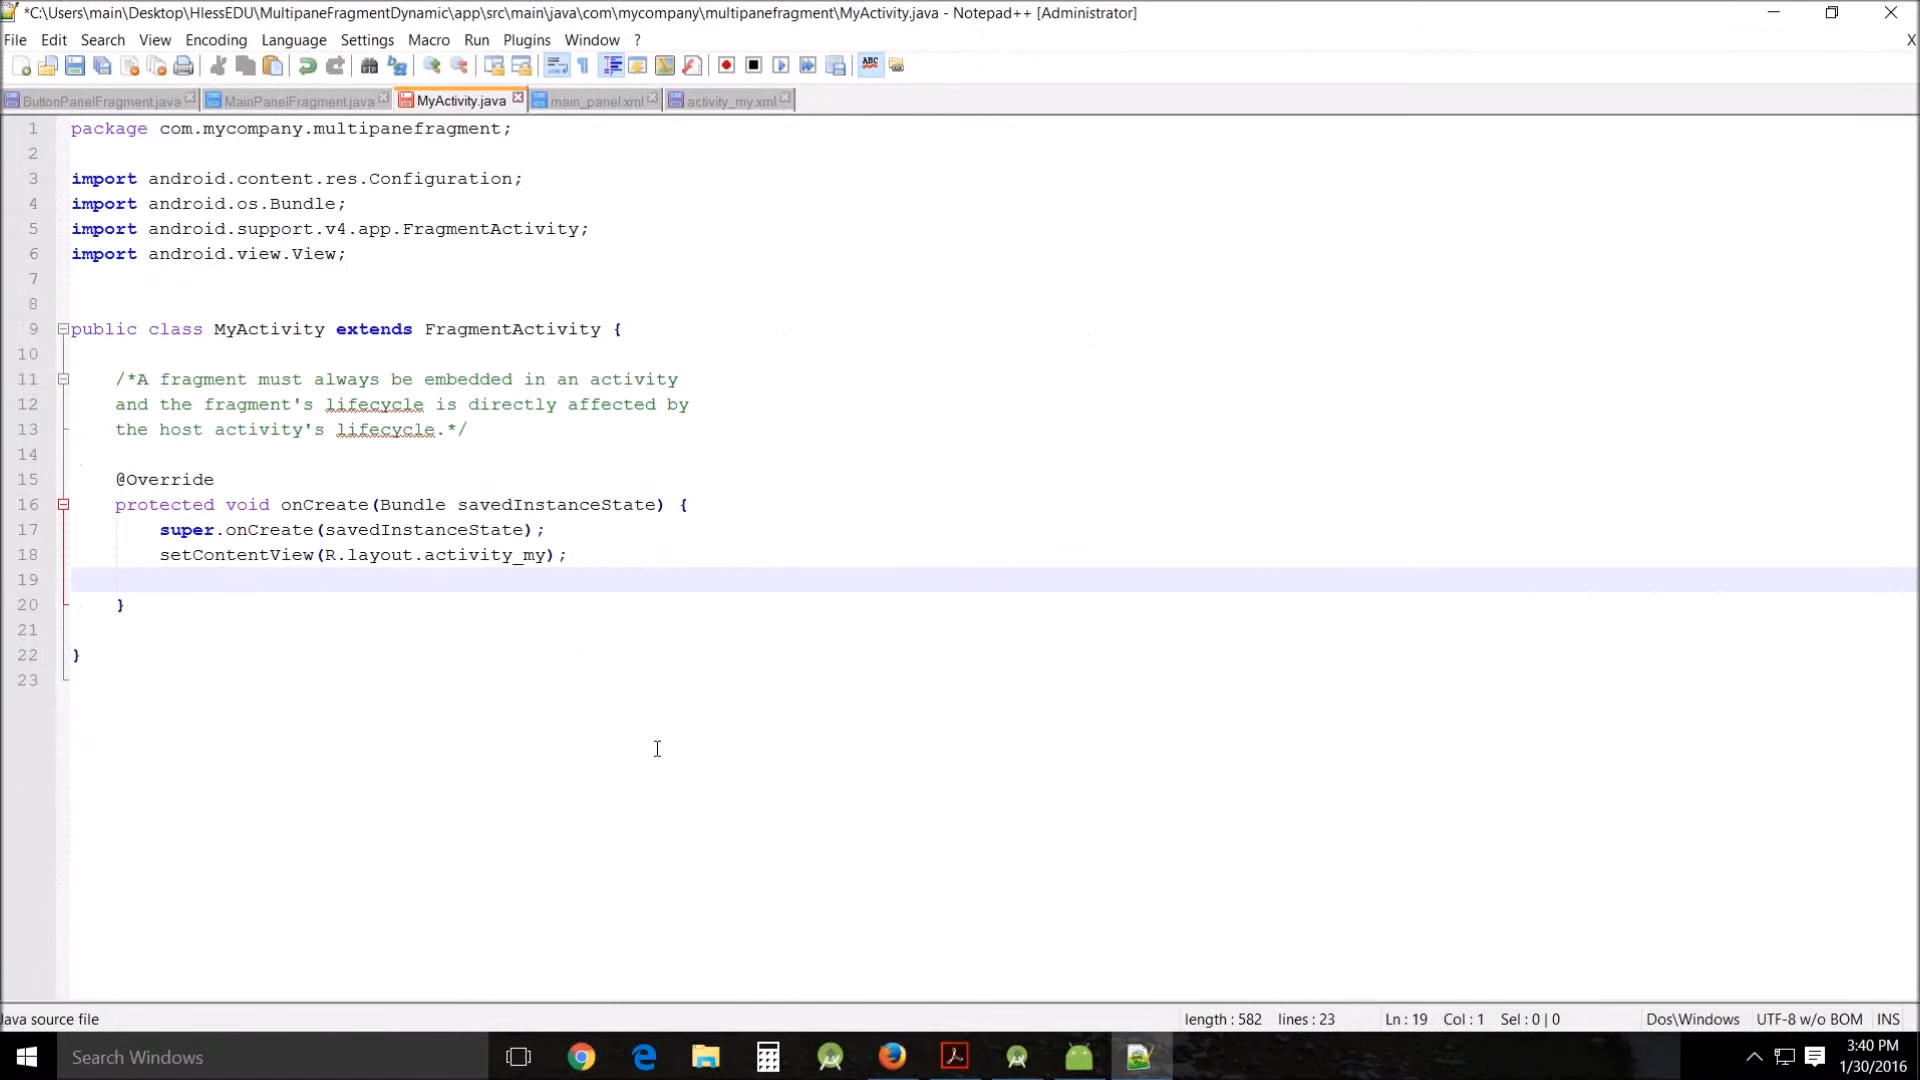 *C:\Users\main\Desktop\HlessEDU\MultipaneFragmentDynamic\app\src\main\java\com\mycompany\multipanefragment\MyActivity.java - Notepad++ [Administrator]
File Edit Search View Encoding Language Settings Macro Run Plugins Window ? X
ABC
ButtonPanelFragment.java MainPanelFragment.java MyActivity.java main_panel.xml activity_my.xml
1 package com.mycompany.multipanefragment;
2
3 import android.content.res.Configuration;
4 import android.os.Bundle;
5 import android.support.v4.app.FragmentActivity;
6 import android.view.View;
7
8
9 public class MyActivity extends FragmentActivity {
10
11 /*A fragment must always be embedded in an activity
12 and the fragment's lifecycle is directly affected by
13 the host activity's lifecycle.*/
14
15 @Override
16 protected void onCreate(Bundle savedInstanceState) {
17 super.onCreate(savedInstanceState);
18 setContentView(R.layout.activity_my);
19
20 }
21
22 }
23
Java source file length : 582 lines : 23 Ln : 19 Col : 1 Sel : 0 | 0 Dos\Windows UTF-8 w/o BOM INS
Search Windows
3:40 PM
1/30/2016